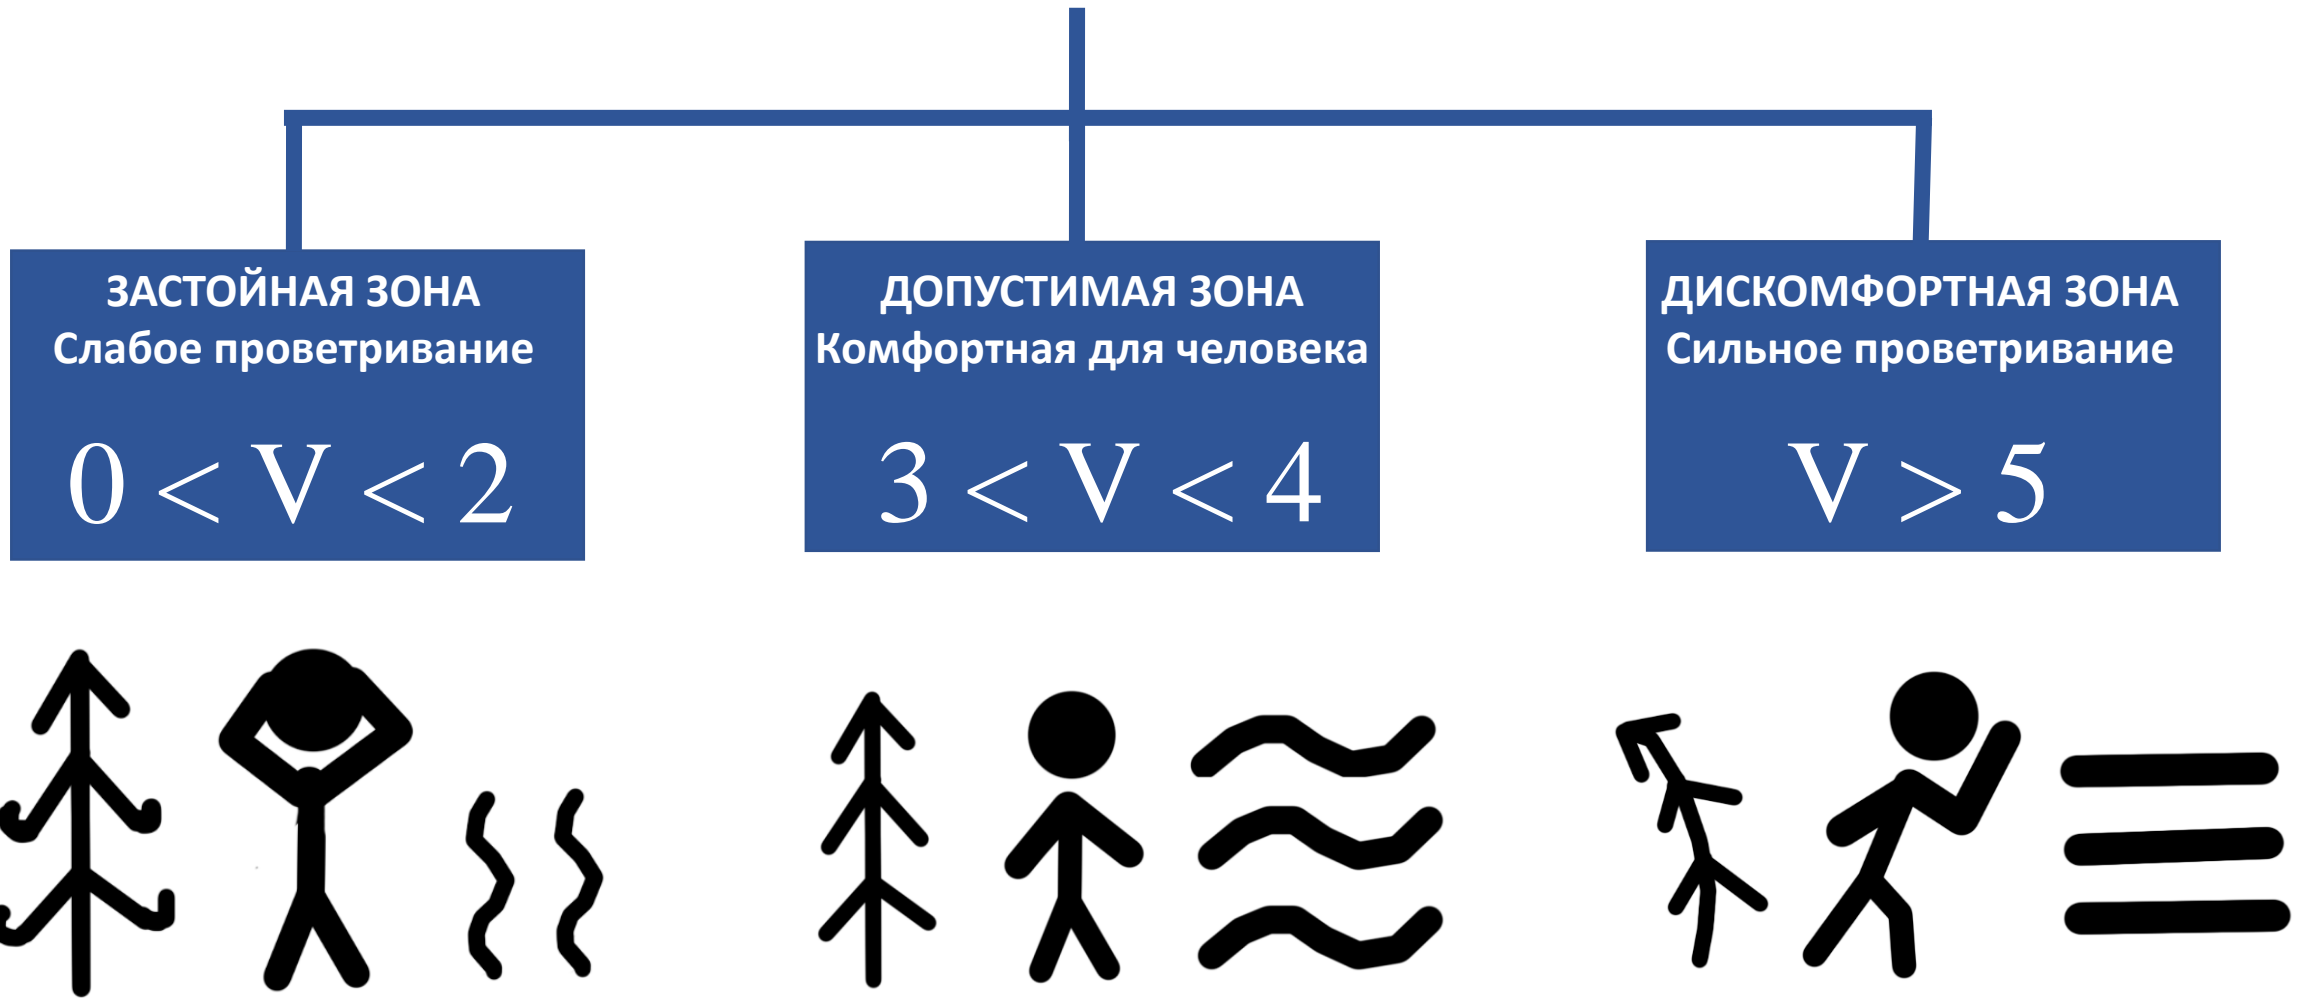 ЗАСТОЙНАЯ ЗОНА
Слабое проветривание
0 < V < 2
ДОПУСТИМАЯ ЗОНА
Комфортная для человека
3 < V < 4
ДИСКОМФОРТНАЯ ЗОНА
Сильное проветривание
V > 5